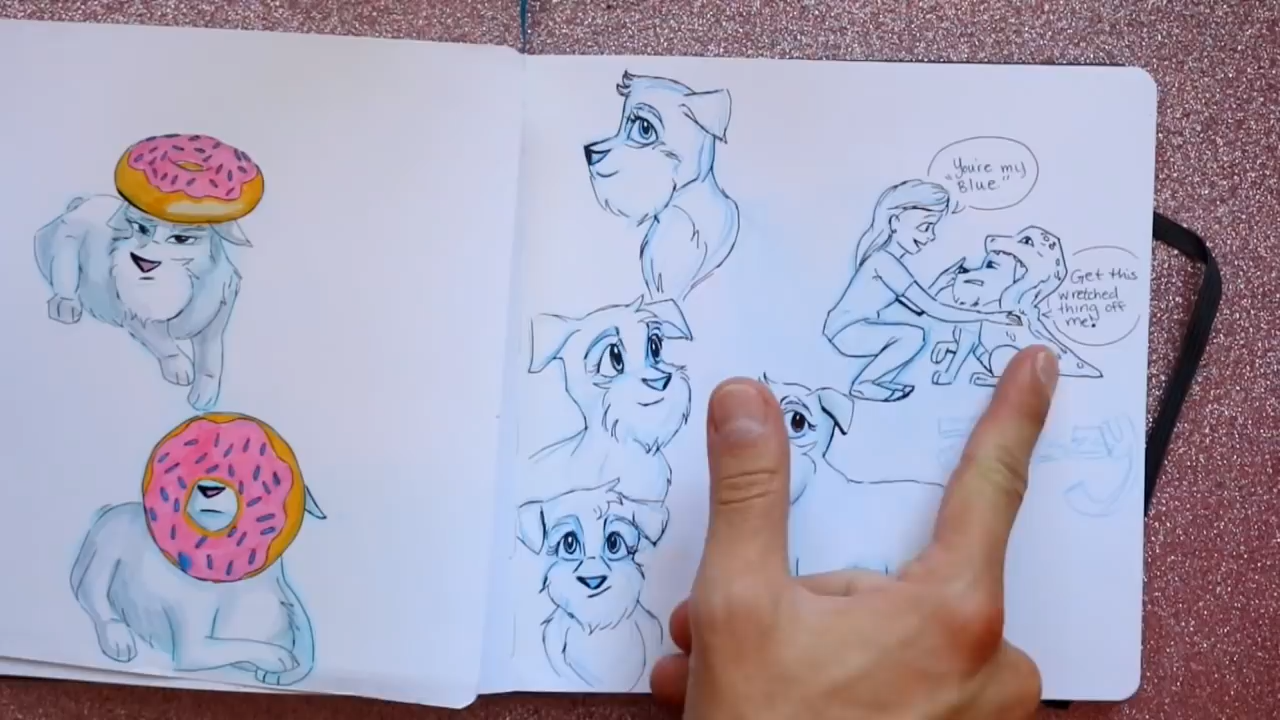 "You're my
Blue"
Get this
wretched
thing off
me!